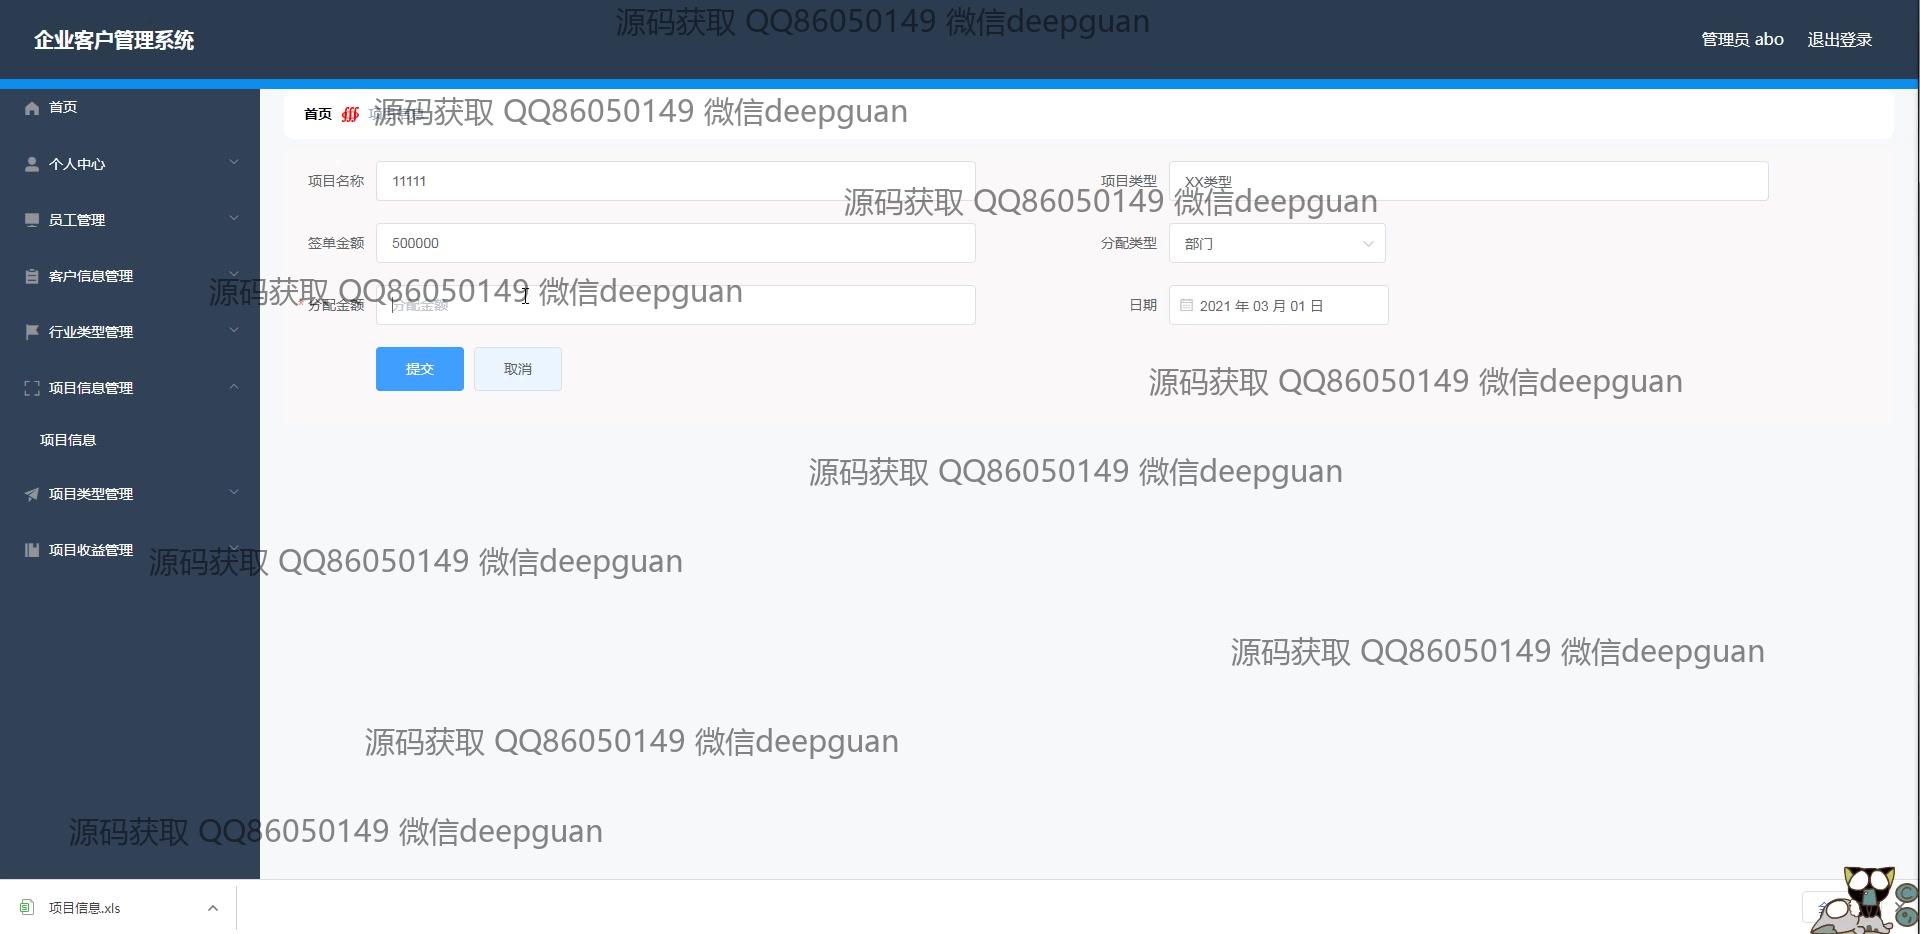 源码获取 QQ86050149 微信deepguan
企业客户管理系统
管理员 abo 退出登录
首页
首页
源码获取 QQ86050149 微信deepguan
个人中心
项目名称 11111
项目类型 XX类型
源码获取 QQ86050149 微信deepguan
员工管理
签单金额 500000
分配类型 部门
客户信息管理
源码获取 QQ86050149 微信deepguan
* 分配金额 分配金额
日期 2021 年 03 月 01 日
行业类型管理
提交 取消
源码获取 QQ86050149 微信deepguan
项目信息管理
项目信息
源码获取 QQ86050149 微信deepguan
项目类型管理
项目收益管理
源码获取 QQ86050149 微信deepguan
源码获取 QQ86050149 微信deepguan
源码获取 QQ86050149 微信deepguan
源码获取 QQ86050149 微信deepguan
项目信息.xls